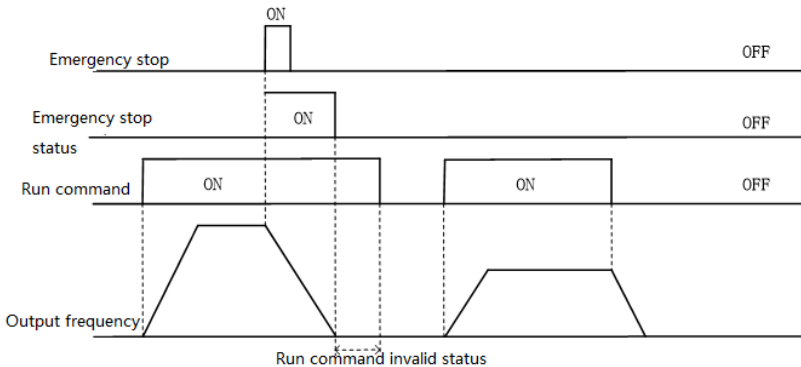 ON
Emergency stop
OFF
Emergency stop
status
ON
OFF
Run command
ON
ON
OFF
Output frequency
Run command invalid status